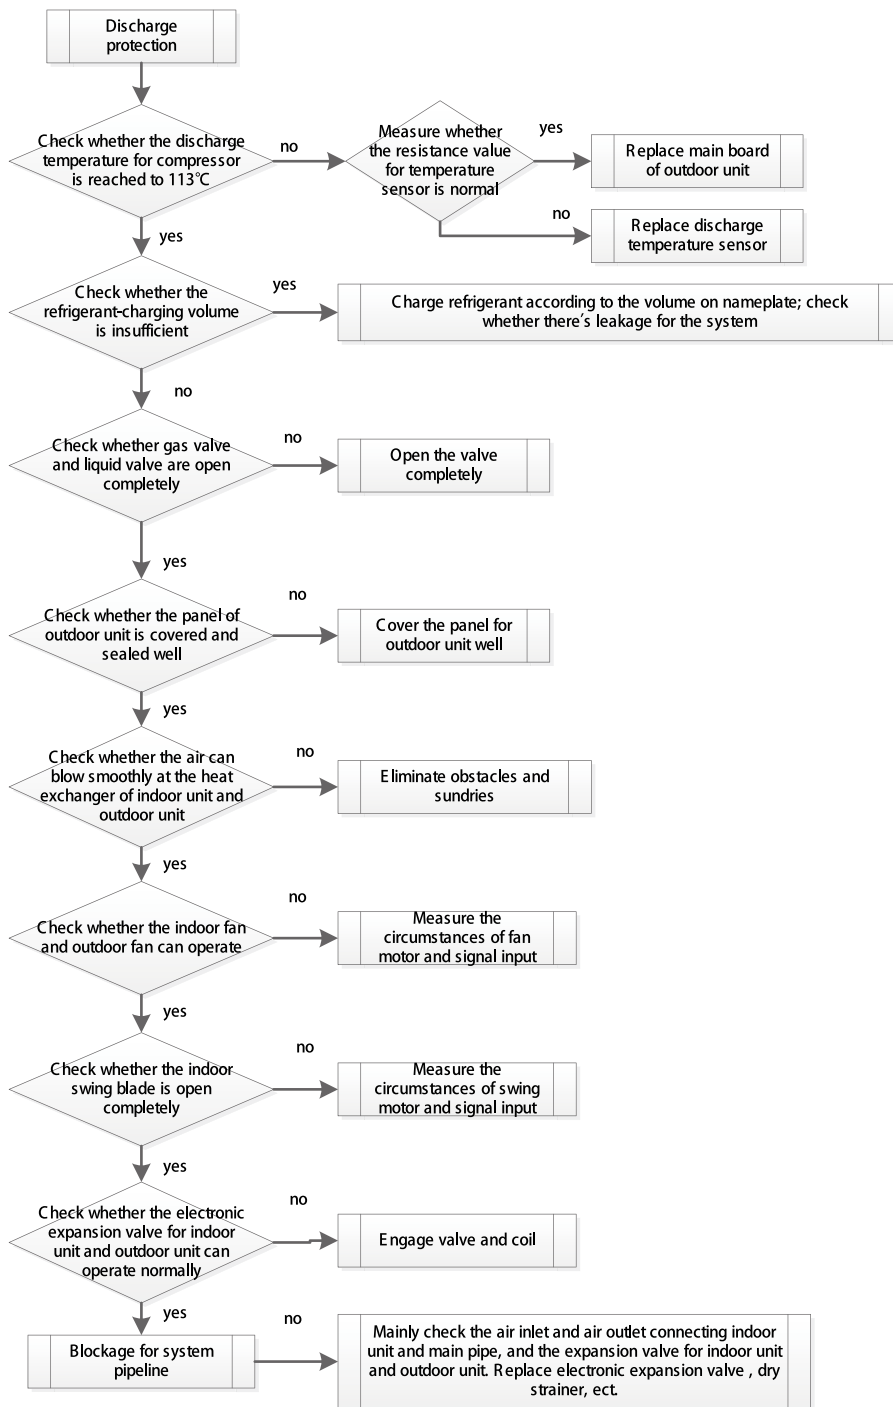 Discharge
protection
Check whether the discharge
temperature for compressor
is reached to 113°C
no
Measure whether
the resistance value
for temperature
sensor is normal
yes
Replace main board
of outdoor unit
no
Replace discharge
temperature sensor
yes
Check whether the
refrigerant-charging volume
is insufficient
yes
Charge refrigerant according to the volume on nameplate; check
whether there´s leakage for the system
no
Check whether gas valve
and liquid valve are open
completely
no
Open the valve
completely
yes
Check whether the panel of
outdoor unit is covered and
sealed well
no
Cover the panel for
outdoor unit well
yes
Check whether the air can
blow smoothly at the heat
exchanger of indoor unit and
outdoor unit
no
Eliminate obstacles and
sundries
yes
Check whether the indoor fan
and outdoor fan can operate
no
Measure the
circumstances of fan
motor and signal input
yes
Check whether the indoor
swing blade is open
completely
no
Measure the
circumstances of swing
motor and signal input
yes
Check whether the electronic
expansion valve for indoor
unit and outdoor unit can
operate normally
no
Engage valve and coil
yes
Blockage for system
pipeline
no
Mainly check the air inlet and air outlet connecting indoor
unit and main pipe, and the expansion valve for indoor unit
and outdoor unit. Replace electronic expansion valve , dry
strainer, ect.